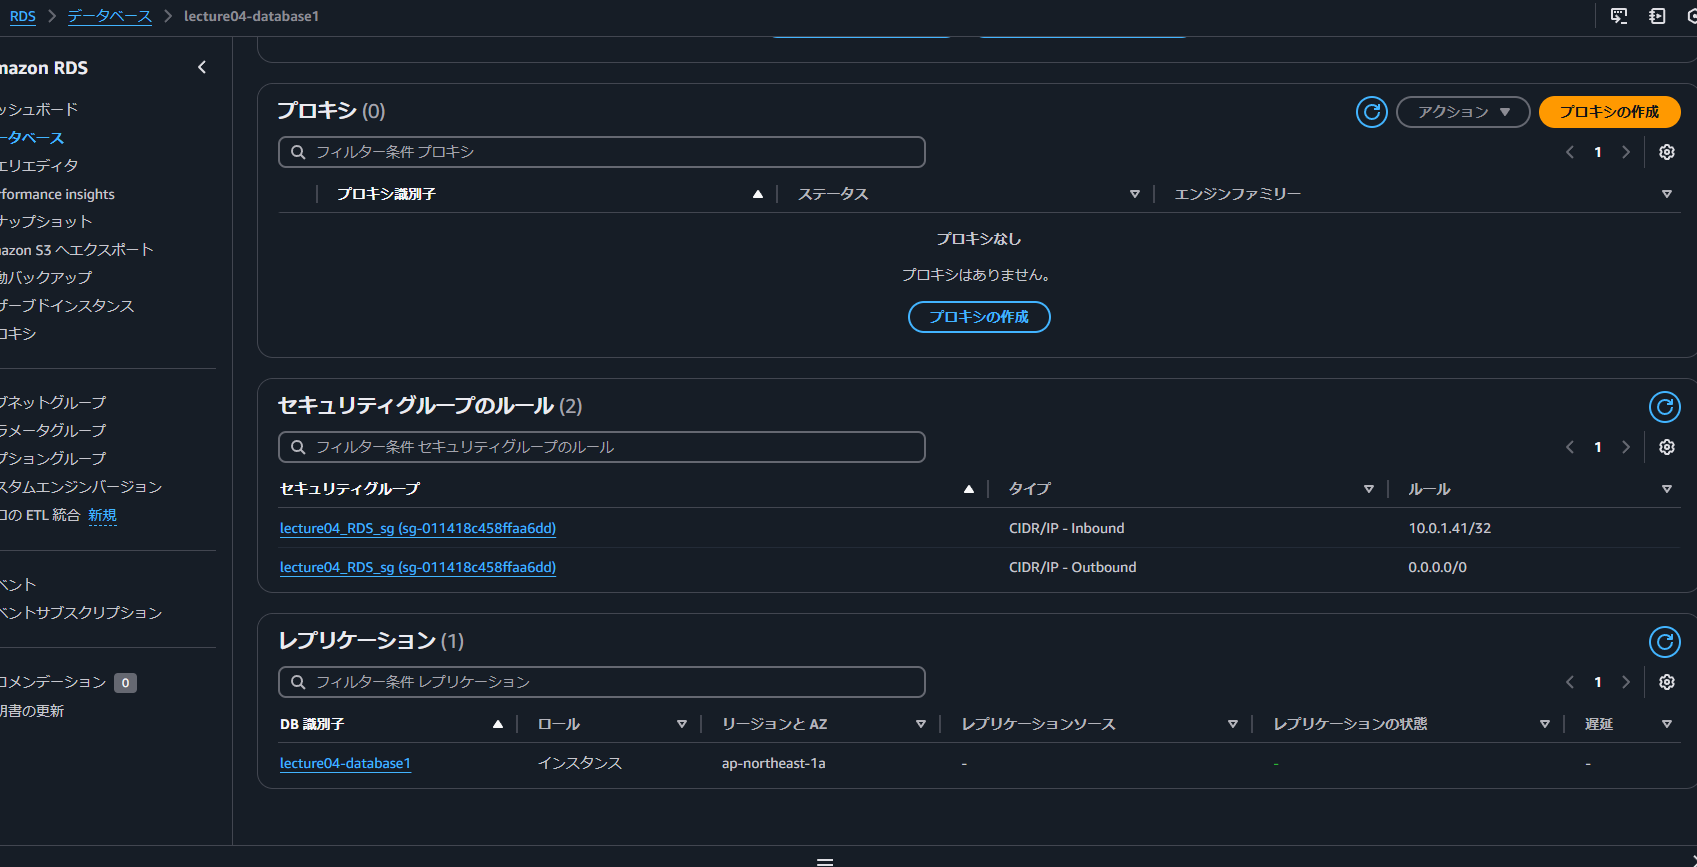 RDS > データベース > lecture04-database1
mazon RDS
ッシュボード
ータベース
エリエディタ
rformance insights
ナップショット
azon S3 へエクスポート
動バックアップ
ザーブドインスタンス
ロキシ
ブネットグループ
ラメータグループ
プショングループ
スタムエンジンバージョン
ロの ETL 統合 新規
ベント
ベントサブスクリプション
コメンデーション 0
明書の更新
プロキシ (0)
アクション
プロキシの作成
フィルター条件 プロキシ
1
プロキシ識別子 ステータス エンジンファミリー
プロキシなし
プロキシはありません。
プロキシの作成
セキュリティグループのルール (2)
フィルター条件 セキュリティグループのルール
1
セキュリティグループ タイプ ルール
lecture04_RDS_sg (sg-011418c458ffaa6dd) CIDR/IP - Inbound 10.0.1.41/32
lecture04_RDS_sg (sg-011418c458ffaa6dd) CIDR/IP - Outbound 0.0.0.0/0
レプリケーション (1)
フィルター条件 レプリケーション
1
DB 識別子 ロール リージョンと AZ レプリケーションソース レプリケーションの状態 遅延
lecture04-database1 インスタンス ap-northeast-1a - - -